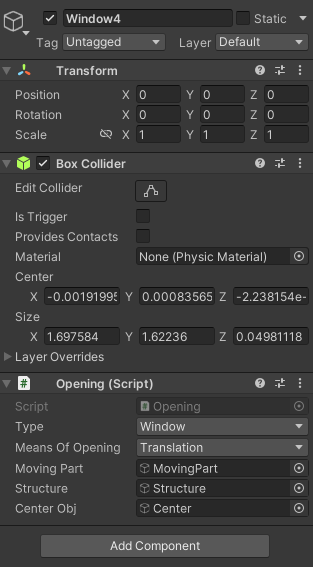 Window4
Static
Tag Untagged Layer Default
Transform
Position X 0 Y 0 Z 0
Rotation X 0 Y 0 Z 0
Scale X 1 Y 1 Z 1
Box Collider
Edit Collider
Is Trigger
Provides Contacts
Material None (Physic Material)
Center
X -0.00191995 Y 0.00083565 Z -2.238154e-
Size
X 1.697584 Y 1.62236 Z 0.04981118
Layer Overrides
# Opening (Script)
Script # Opening
Type Window
Means Of Opening Translation
Moving Part MovingPart
Structure Structure
Center Obj Center
Add Component